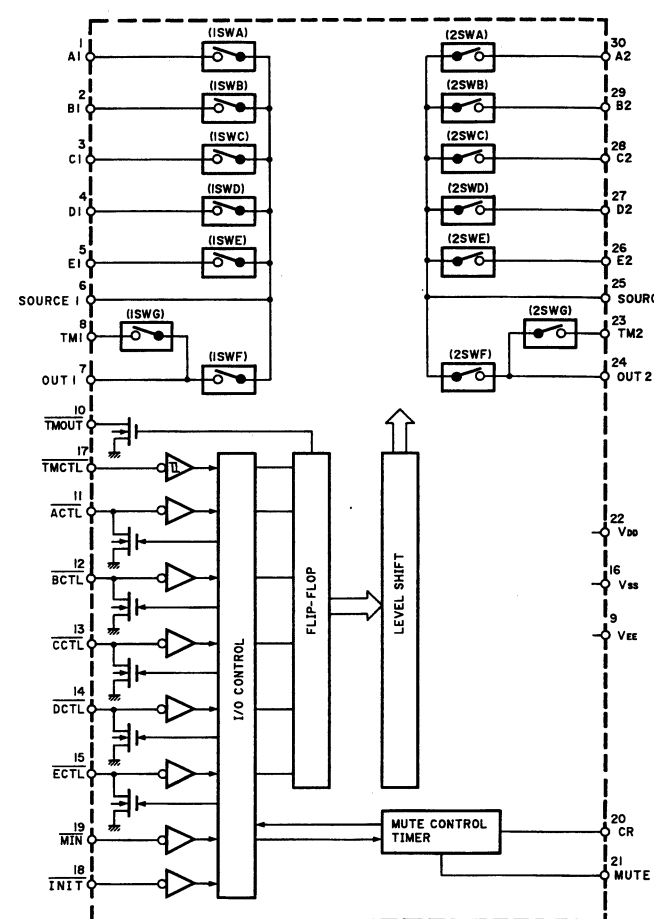 1
A1
(1SWA)
(2SWA)
30
A2
2
B1
(1SWB)
(2SWB)
29
B2
3
C1
(1SWC)
(2SWC)
28
C2
4
D1
(1SWD)
(2SWD)
27
D2
5
E1
(1SWE)
(2SWE)
26
E2
6
SOURCE 1
25
SOURC
8
TM1
(1SWG)
(2SWG)
23
TM2
7
OUT 1
(1SWF)
(2SWF)
24
OUT 2
10
TMOUT
17
TMCTL
11
ACTL
12
BCTL
13
CCTL
14
DCTL
15
ECTL
19
MIN
18
INIT
I/O CONTROL
FLIP-FLOP
LEVEL SHIFT
22
VDD
16
VSS
9
VEE
MUTE CONTROL
TIMER
20
CR
21
MUTE